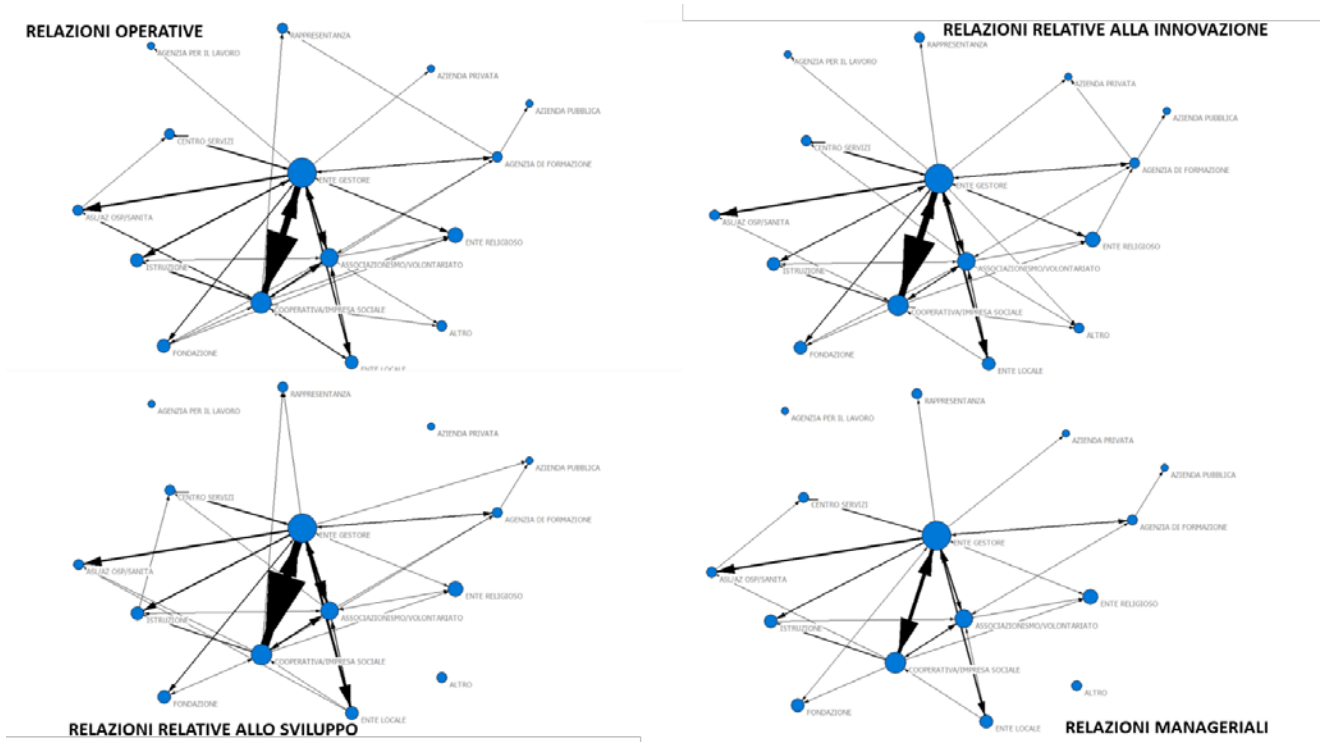 RELAZIONI OPERATIVE
RAPPRESENTANZA
AGENZIA PER IL LAVORO
AZIENDA PRIVATA
AZIENDA PUBBLICA
CENTRO SERVIZI
AGENZIA DI FORMAZIONE
ENTE GESTORE
ASL/AZ OSP/SANITA
ENTE RELIGIOSO
ISTRUZIONE
ASSOCIAZIONISMO/VOLONTARIATO
COOPERATIVA/IMPRESA SOCIALE
ALTRO
FONDAZIONE
ENTE LOCALE
RELAZIONI RELATIVE ALLA INNOVAZIONE
RAPPRESENTANZA
AGENZIA PER IL LAVORO
AZIENDA PRIVATA
AZIENDA PUBBLICA
CENTRO SERVIZI
AGENZIA DI FORMAZIONE
ENTE GESTORE
ASL/AZ OSP/SANITA
ENTE RELIGIOSO
ISTRUZIONE
ASSOCIAZIONISMO/VOLONTARIATO
COOPERATIVA/IMPRESA SOCIALE
ALTRO
FONDAZIONE
ENTE LOCALE
RAPPRESENTANZA
AGENZIA PER IL LAVORO
AZIENDA PRIVATA
AZIENDA PUBBLICA
CENTRO SERVIZI
AGENZIA DI FORMAZIONE
ENTE GESTORE
ASL/AZ OSP/SANITA
ENTE RELIGIOSO
ISTRUZIONE
ASSOCIAZIONISMO/VOLONTARIATO
COOPERATIVA/IMPRESA SOCIALE
ALTRO
FONDAZIONE
ENTE LOCALE
RELAZIONI RELATIVE ALLO SVILUPPO
RAPPRESENTANZA
AGENZIA PER IL LAVORO
AZIENDA PRIVATA
AZIENDA PUBBLICA
CENTRO SERVIZI
AGENZIA DI FORMAZIONE
ENTE GESTORE
ASL/AZ OSP/SANITA
ENTE RELIGIOSO
ISTRUZIONE
ASSOCIAZIONISMO/VOLONTARIATO
COOPERATIVA/IMPRESA SOCIALE
ALTRO
FONDAZIONE
ENTE LOCALE
RELAZIONI MANAGERIALI